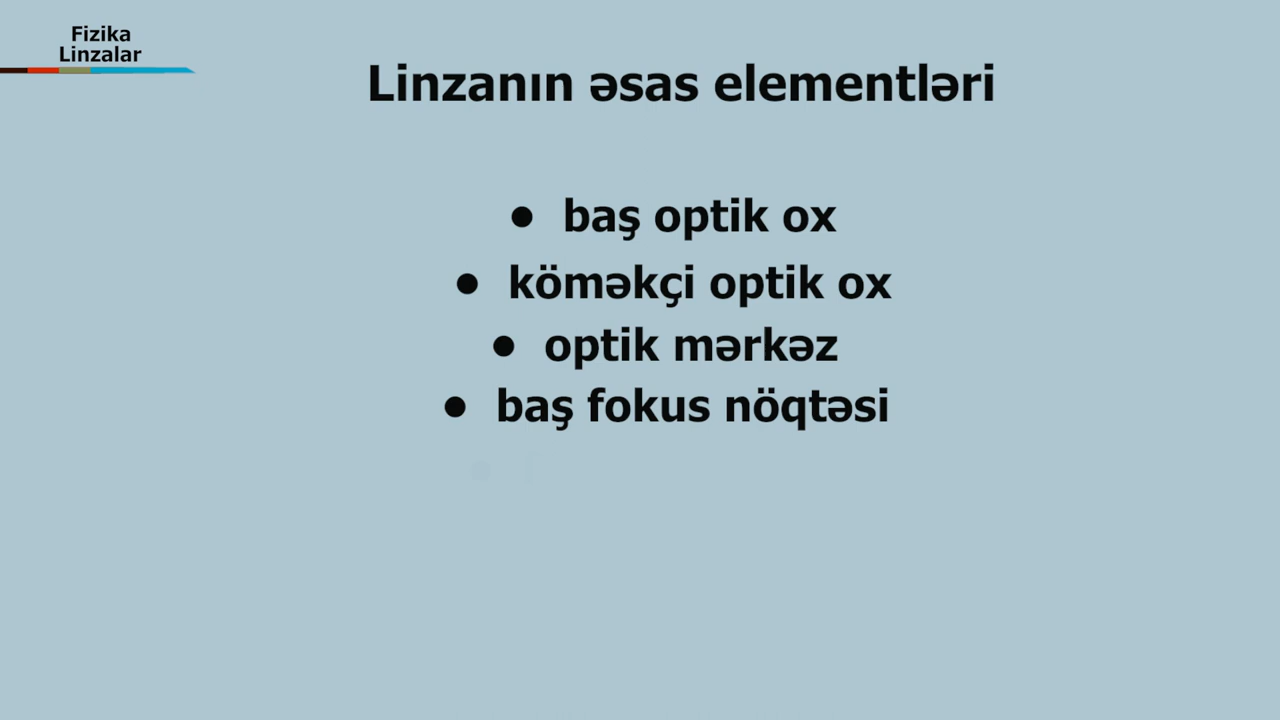 Fizika
Linzalar
Linzanın əsas elementləri
• baş optik ox
• köməkçi optik ox
• optik mərkəz
• baş fokus nöqtəsi